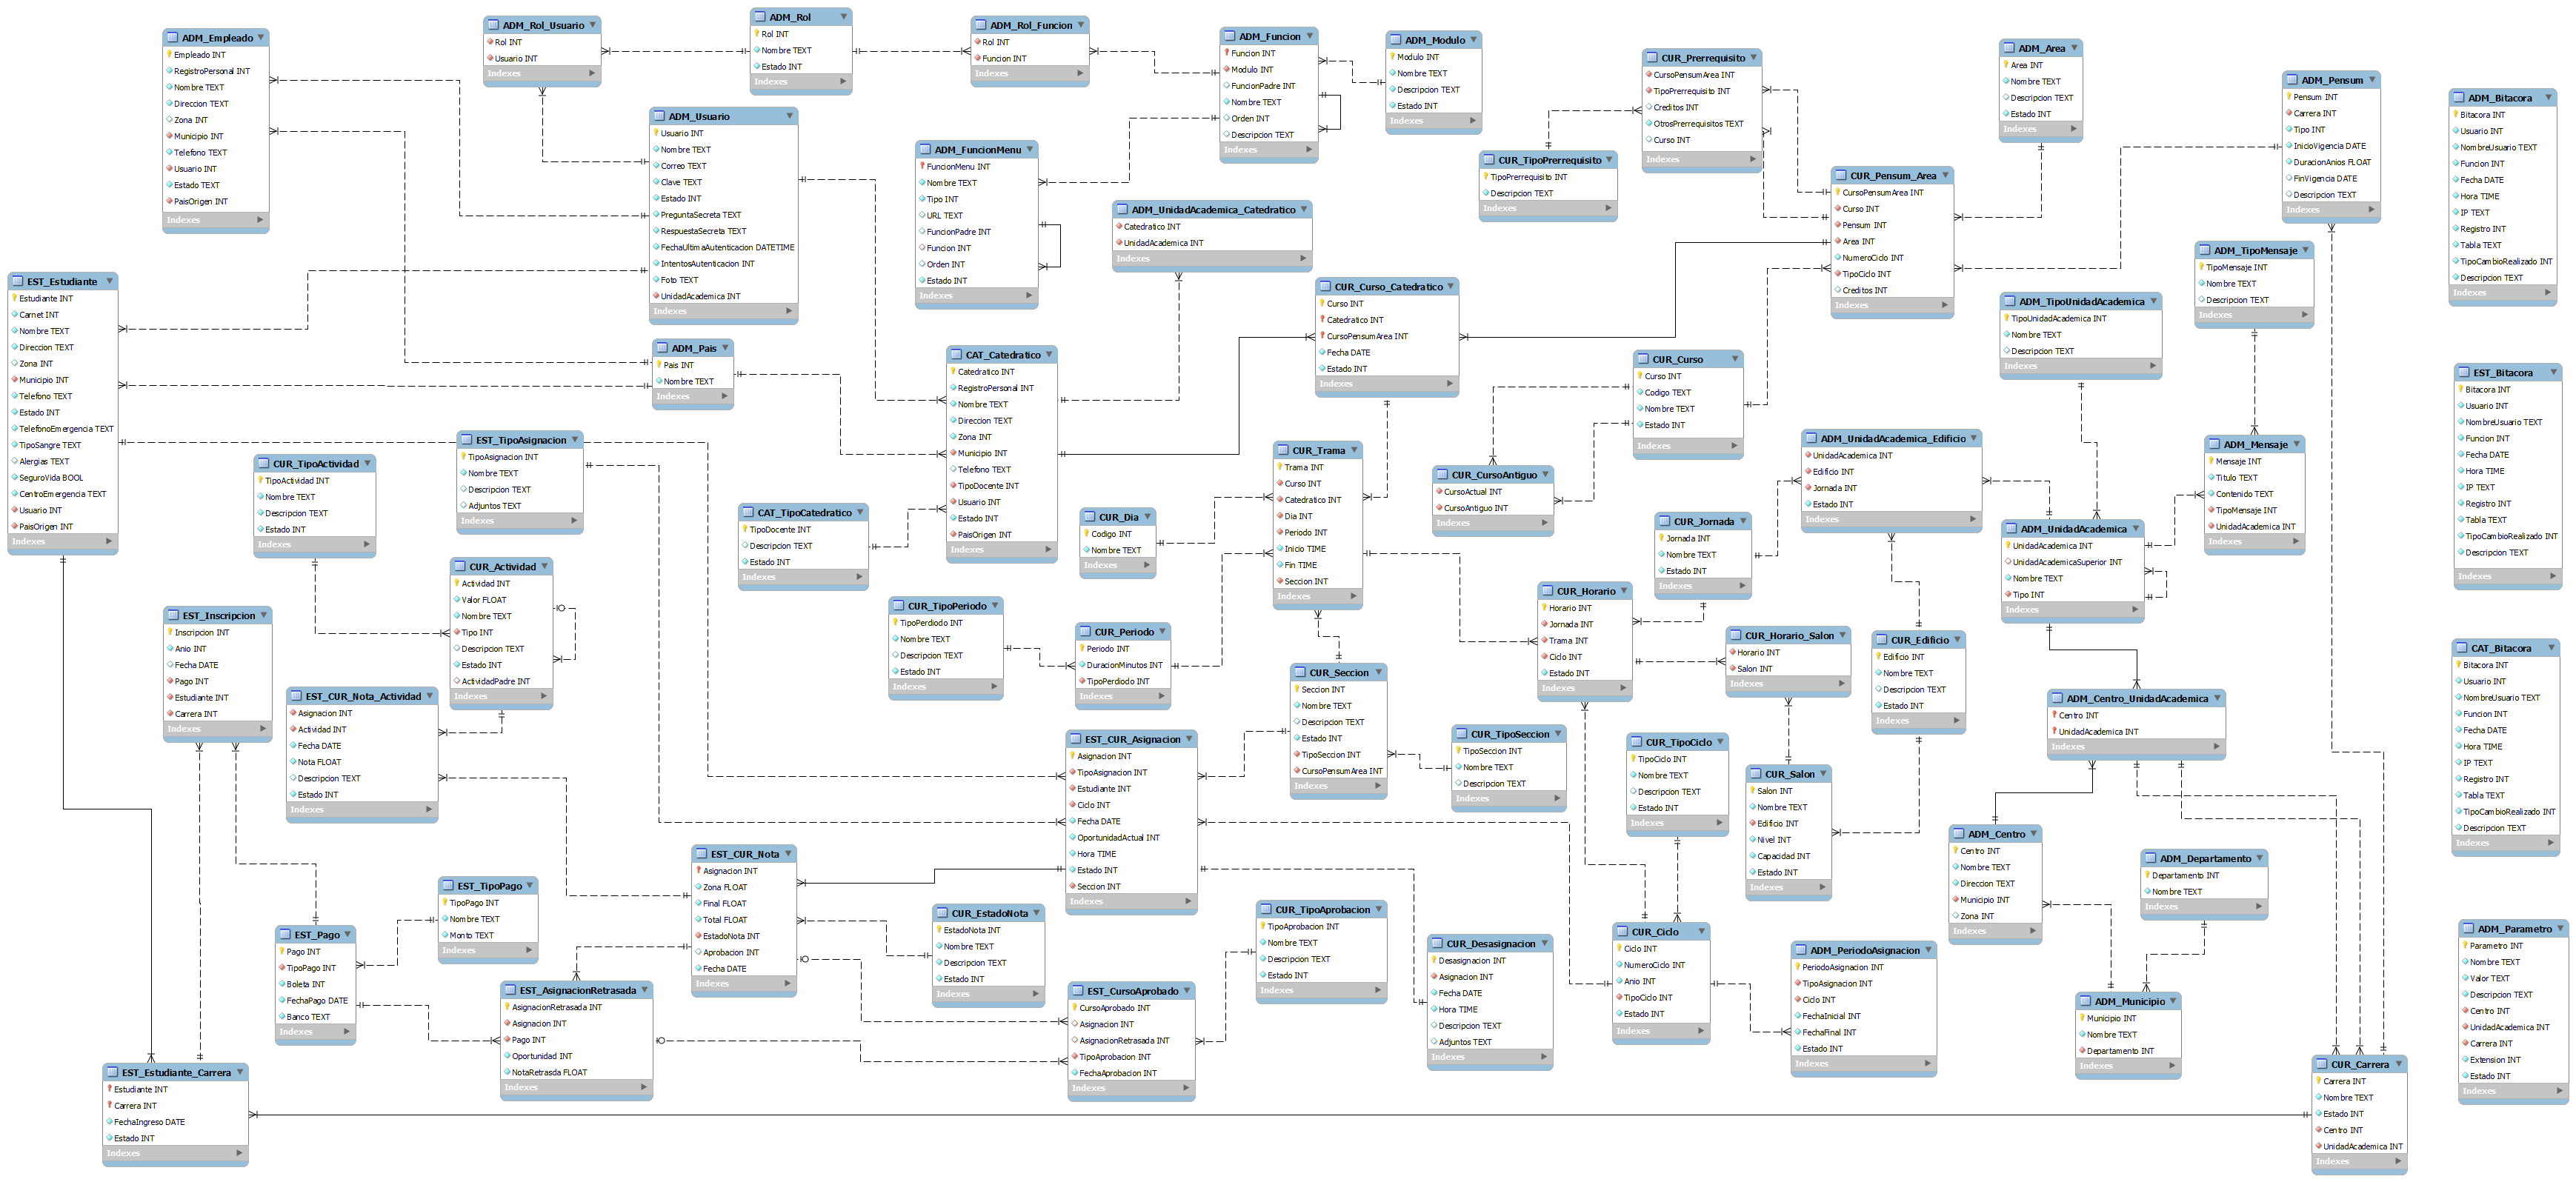 ADM_Empleado
Empleado INT
RegistroPersonal INT
Nombre TEXT
Direccion TEXT
Zona INT
Municipio INT
Telefono TEXT
Usuario INT
Estado TEXT
PaisOrigen INT
Indexes
ADM_Rol_Usuario
Rol INT
Usuario INT
Indexes
ADM_Rol
Rol INT
Nombre TEXT
Estado INT
Indexes
ADM_Rol_Funcion
Rol INT
Funcion INT
Indexes
ADM_Funcion
Funcion INT
Modulo INT
FuncionPadre INT
Nombre TEXT
Orden INT
Descripcion TEXT
Indexes
ADM_Modulo
Modulo INT
Nombre TEXT
Descripcion TEXT
Estado INT
Indexes
CUR_Prerrequisito
CursoPensumArea INT
TipoPrerrequisito INT
Creditos INT
OtrosPrerrequisitos TEXT
Curso INT
Indexes
ADM_Area
Area INT
Nombre TEXT
Descripcion TEXT
Estado INT
Indexes
ADM_Pensum
Pensum INT
Carrera INT
Tipo INT
InicioVigencia DATE
DuracionAnios FLOAT
FinVigencia DATE
Descripcion TEXT
Indexes
ADM_Bitacora
Bitacora INT
Usuario INT
NombreUsuario TEXT
Funcion INT
Fecha DATE
Hora TIME
IP TEXT
Registro INT
Tabla TEXT
TipoCambioRealizado INT
Descripcion TEXT
Indexes
ADM_Usuario
Usuario INT
Nombre TEXT
Correo TEXT
Clave TEXT
Estado INT
PreguntaSecreta TEXT
RespuestaSecreta TEXT
FechaUltimaAutenticacion DATETIME
IntentosAutenticacion INT
Foto TEXT
UnidadAcademica INT
Indexes
ADM_FuncionMenu
FuncionMenu INT
Nombre TEXT
Tipo INT
URL TEXT
FuncionPadre INT
Funcion INT
Orden INT
Estado INT
Indexes
CUR_TipoPrerrequisito
TipoPrerrequisito INT
Descripcion TEXT
Indexes
CUR_Pensum_Area
CursoPensumArea INT
Curso INT
Pensum INT
Area INT
NumeroCiclo INT
TipoCiclo INT
Creditos INT
Indexes
ADM_UnidadAcademica_Catedratico
Catedratico INT
UnidadAcademica INT
Indexes
ADM_TipoMensaje
TipoMensaje INT
Nombre TEXT
Descripcion TEXT
Indexes
EST_Estudiante
Estudiante INT
Carnet INT
Nombre TEXT
Direccion TEXT
Zona INT
Municipio INT
Telefono TEXT
Estado INT
TelefonoEmergencia TEXT
TipoSangre TEXT
Alergias TEXT
SeguroVida BOOL
CentroEmergencia TEXT
Usuario INT
PaisOrigen INT
Indexes
CUR_Curso_Catedratico
Curso INT
Catedratico INT
CursoPensumArea INT
Fecha DATE
Estado INT
Indexes
ADM_TipoUnidadAcademica
TipoUnidadAcademica INT
Nombre TEXT
Descripcion TEXT
Indexes
ADM_Pais
Pais INT
Nombre TEXT
Indexes
CAT_Catedratico
Catedratico INT
RegistroPersonal INT
Nombre TEXT
Direccion TEXT
Zona INT
Municipio INT
Telefono TEXT
TipoDocente INT
Usuario INT
Estado INT
PaisOrigen INT
Indexes
CUR_Curso
Curso INT
Codigo TEXT
Nombre TEXT
Estado INT
Indexes
EST_Bitacora
Bitacora INT
Usuario INT
NombreUsuario TEXT
Funcion INT
Fecha DATE
Hora TIME
IP TEXT
Registro INT
Tabla TEXT
TipoCambioRealizado INT
Descripcion TEXT
Indexes
EST_TipoAsignacion
TipoAsignacion INT
Nombre TEXT
Descripcion TEXT
Adjuntos TEXT
Indexes
CUR_TipoActividad
TipoActividad INT
Nombre TEXT
Descripcion TEXT
Estado INT
Indexes
CUR_Trama
Trama INT
Curso INT
Catedratico INT
Dia INT
Periodo INT
Inicio TIME
Fin TIME
Seccion INT
Indexes
CUR_CursoAntiguo
CursoActual INT
CursoAntiguo INT
Indexes
ADM_UnidadAcademica_Edificio
UnidadAcademica INT
Edificio INT
Jornada INT
Estado INT
Indexes
ADM_Mensaje
Mensaje INT
Titulo TEXT
Contenido TEXT
TipoMensaje INT
UnidadAcademica INT
Indexes
CAT_TipoCatedratico
TipoDocente INT
Descripcion TEXT
Estado INT
Indexes
CUR_Dia
Codigo INT
Nombre TEXT
Indexes
CUR_Jornada
Jornada INT
Nombre TEXT
Estado INT
Indexes
ADM_UnidadAcademica
UnidadAcademica INT
UnidadAcademicaSuperior INT
Nombre TEXT
Tipo INT
Indexes
CUR_Actividad
Actividad INT
Valor FLOAT
Nombre TEXT
Tipo INT
Descripcion TEXT
Estado INT
ActividadPadre INT
Indexes
EST_Inscripcion
Inscripcion INT
Anio INT
Fecha DATE
Pago INT
Estudiante INT
Carrera INT
Indexes
CUR_TipoPeriodo
TipoPerdiodo INT
Nombre TEXT
Descripcion TEXT
Estado INT
Indexes
CUR_Periodo
Periodo INT
DuracionMinutos INT
TipoPerdiodo INT
Indexes
CUR_Horario
Horario INT
Jornada INT
Trama INT
Ciclo INT
Estado INT
Indexes
CUR_Horario_Salon
Horario INT
Salon INT
Indexes
CUR_Edificio
Edificio INT
Nombre TEXT
Descripcion TEXT
Estado INT
Indexes
CAT_Bitacora
Bitacora INT
Usuario INT
NombreUsuario TEXT
Funcion INT
Fecha DATE
Hora TIME
IP TEXT
Registro INT
Tabla TEXT
TipoCambioRealizado INT
Descripcion TEXT
Indexes
EST_CUR_Nota_Actividad
Asignacion INT
Actividad INT
Fecha DATE
Nota FLOAT
Descripcion TEXT
Estado INT
Indexes
CUR_Seccion
Seccion INT
Nombre TEXT
Descripcion TEXT
Estado INT
TipoSeccion INT
CursoPensumArea INT
Indexes
ADM_Centro_UnidadAcademica
Centro INT
UnidadAcademica INT
Indexes
EST_CUR_Asignacion
Asignacion INT
TipoAsignacion INT
Estudiante INT
Ciclo INT
Fecha DATE
OportunidadActual INT
Hora TIME
Estado INT
Seccion INT
Indexes
CUR_TipoSeccion
TipoSeccion INT
Nombre TEXT
Descripcion TEXT
Indexes
CUR_TipoCiclo
TipoCiclo INT
Nombre TEXT
Descripcion TEXT
Estado INT
Indexes
CUR_Salon
Salon INT
Nombre TEXT
Edificio INT
Nivel INT
Capacidad INT
Estado INT
Indexes
ADM_Centro
Centro INT
Nombre TEXT
Direccion TEXT
Municipio INT
Zona INT
Indexes
EST_CUR_Nota
Asignacion INT
Zona FLOAT
Final FLOAT
Total FLOAT
EstadoNota INT
Aprobacion INT
Fecha DATE
Indexes
ADM_Departamento
Departamento INT
Nombre TEXT
Indexes
EST_TipoPago
TipoPago INT
Nombre TEXT
Monto TEXT
Indexes
CUR_EstadoNota
EstadoNota INT
Nombre TEXT
Descripcion TEXT
Estado INT
Indexes
CUR_TipoAprobacion
TipoAprobacion INT
Nombre TEXT
Descripcion TEXT
Estado INT
Indexes
EST_Pago
Pago INT
TipoPago INT
Boleta INT
FechaPago DATE
Banco TEXT
Indexes
CUR_Desasignacion
Desasignacion INT
Asignacion INT
Fecha DATE
Hora TIME
Descripcion TEXT
Adjuntos TEXT
Indexes
CUR_Ciclo
Ciclo INT
NumeroCiclo INT
Anio INT
TipoCiclo INT
Estado INT
Indexes
ADM_PeriodoAsignacion
PeriodoAsignacion INT
TipoAsignacion INT
Ciclo INT
FechaInicial INT
FechaFinal INT
Estado INT
Indexes
ADM_Parametro
Parametro INT
Nombre TEXT
Valor TEXT
Descripcion TEXT
Centro INT
UnidadAcademica INT
Carrera INT
Extension INT
Estado INT
Indexes
EST_AsignacionRetrasada
AsignacionRetrasada INT
Asignacion INT
Pago INT
Oportunidad INT
NotaRetrasda FLOAT
Indexes
EST_CursoAprobado
CursoAprobado INT
Asignacion INT
AsignacionRetrasada INT
TipoAprobacion INT
FechaAprobacion INT
Indexes
ADM_Municipio
Municipio INT
Nombre TEXT
Departamento INT
Indexes
EST_Estudiante_Carrera
Estudiante INT
Carrera INT
FechaIngreso DATE
Estado INT
Indexes
CUR_Carrera
Carrera INT
Nombre TEXT
Estado INT
Centro INT
UnidadAcademica INT
Indexes